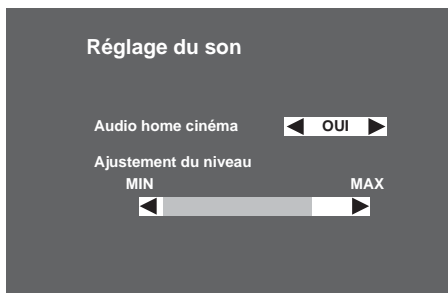 Réglage du son
Audio home cinéma ◀ OUI ▶
Ajustement du niveau
MIN MAX